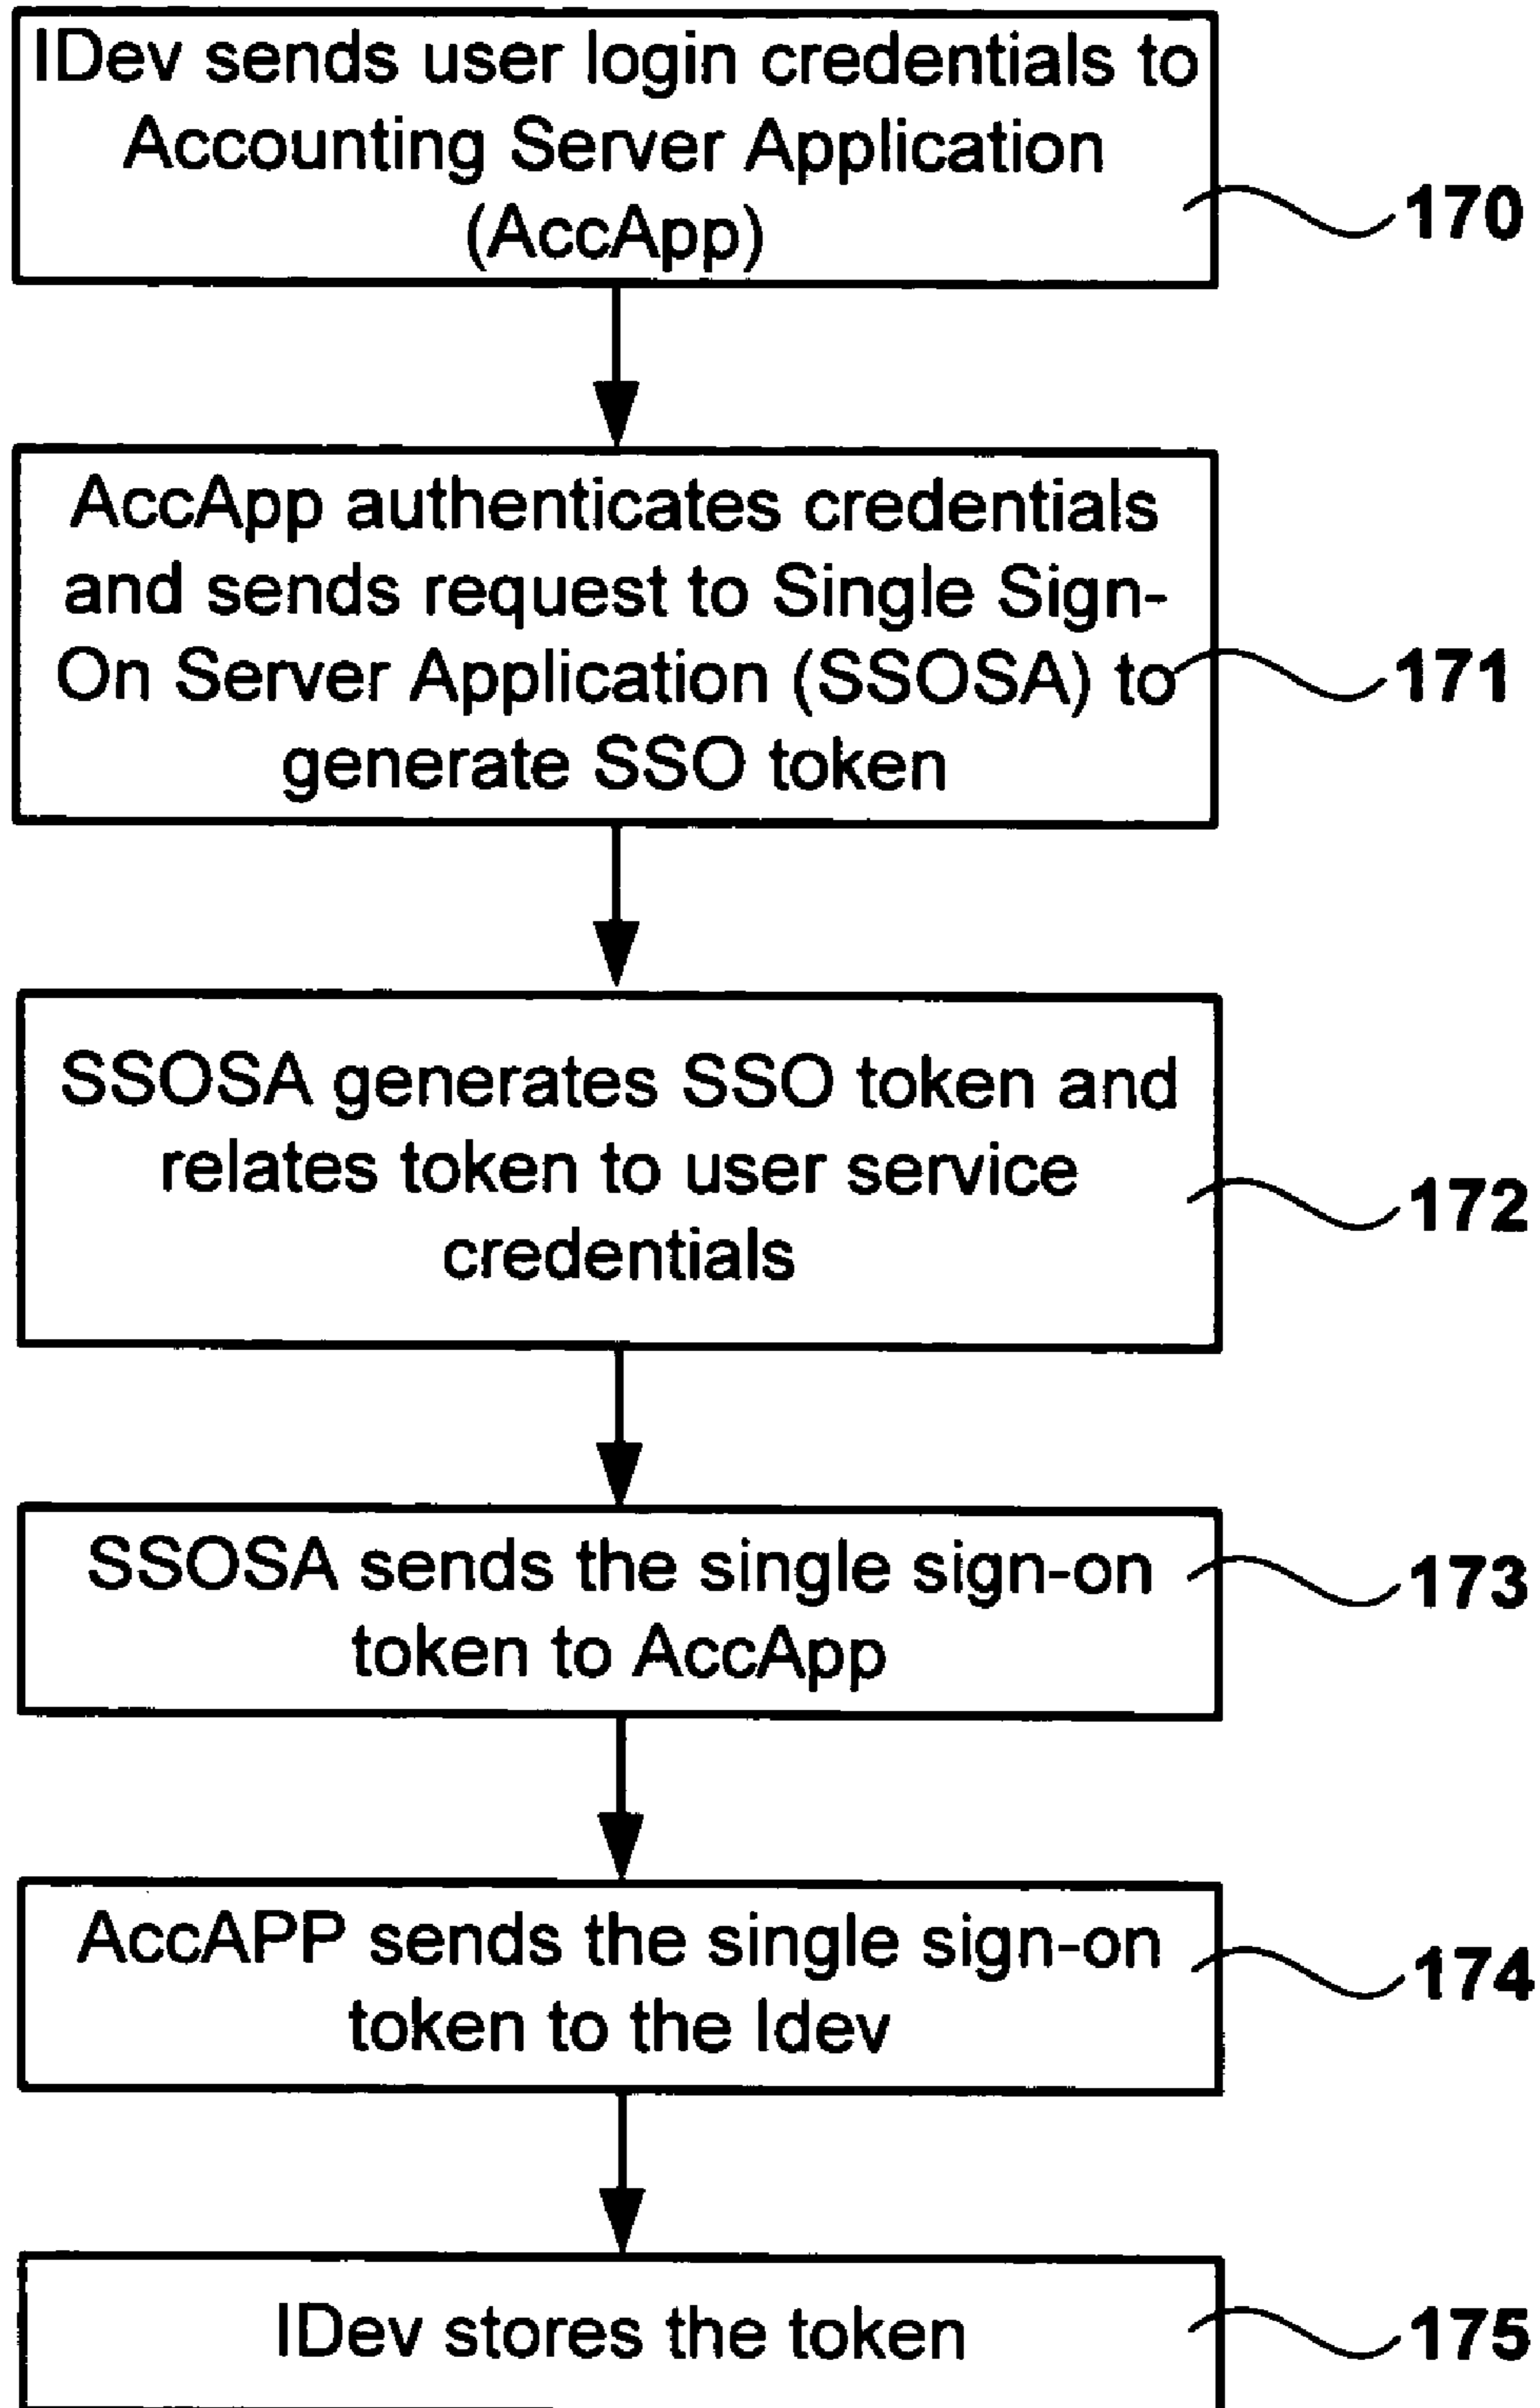 IDev sends user login credentials to
Accounting Server Application
(AccApp)
170
AccApp authenticates credentials
and sends request to Single Sign-
On Server Application (SSOSA) to
generate SSO token
171
SSOSA generates SSO token and
relates token to user service
credentials
172
SSOSA sends the single sign-on
token to AccApp
173
AccAPP sends the single sign-on
token to the Idev
174
IDev stores the token
175